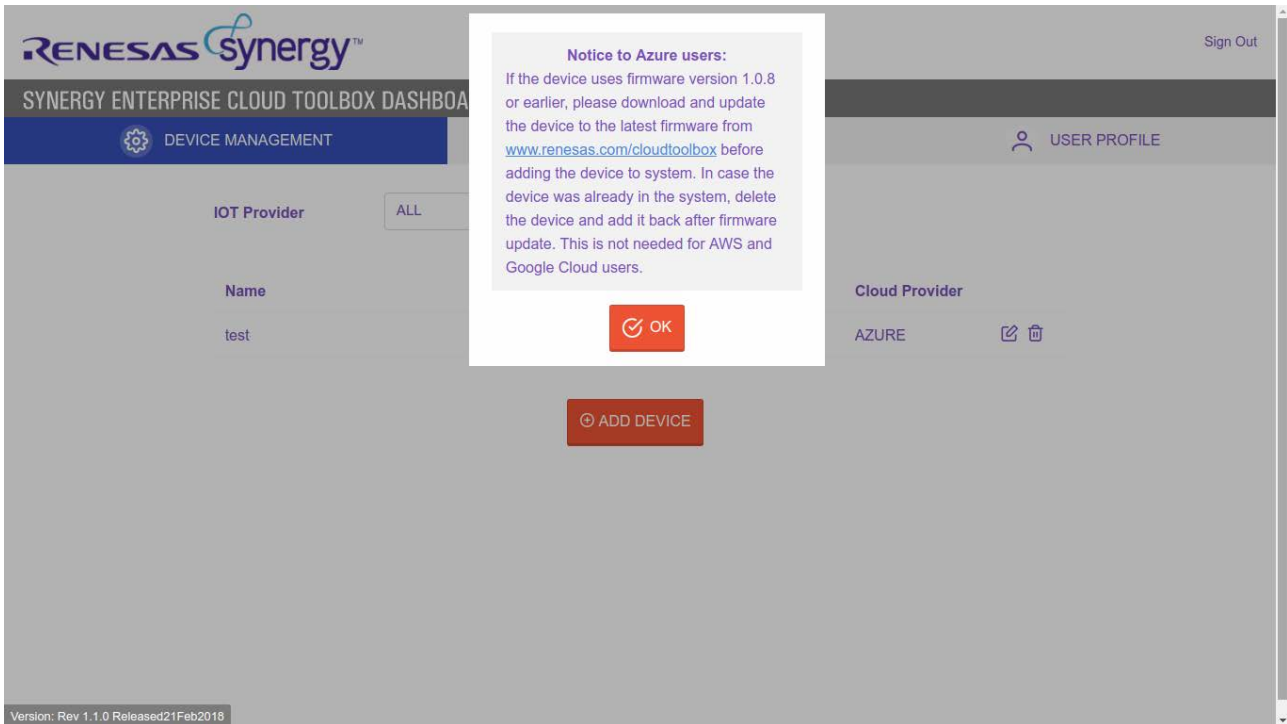 RENESAS synergy™
Sign Out
SYNERGY ENTERPRISE CLOUD TOOLBOX DASHBOA
DEVICE MANAGEMENT
USER PROFILE
Notice to Azure users:
If the device uses firmware version 1.0.8
or earlier, please download and update
the device to the latest firmware from
www.renesas.com/cloudtoolbox before
adding the device to system. In case the
device was already in the system, delete
the device and add it back after firmware
update. This is not needed for AWS and
Google Cloud users.
OK
IOT Provider
ALL
Name
Cloud Provider
test
AZURE
ADD DEVICE
Version: Rev 1.1.0 Released21Feb2018